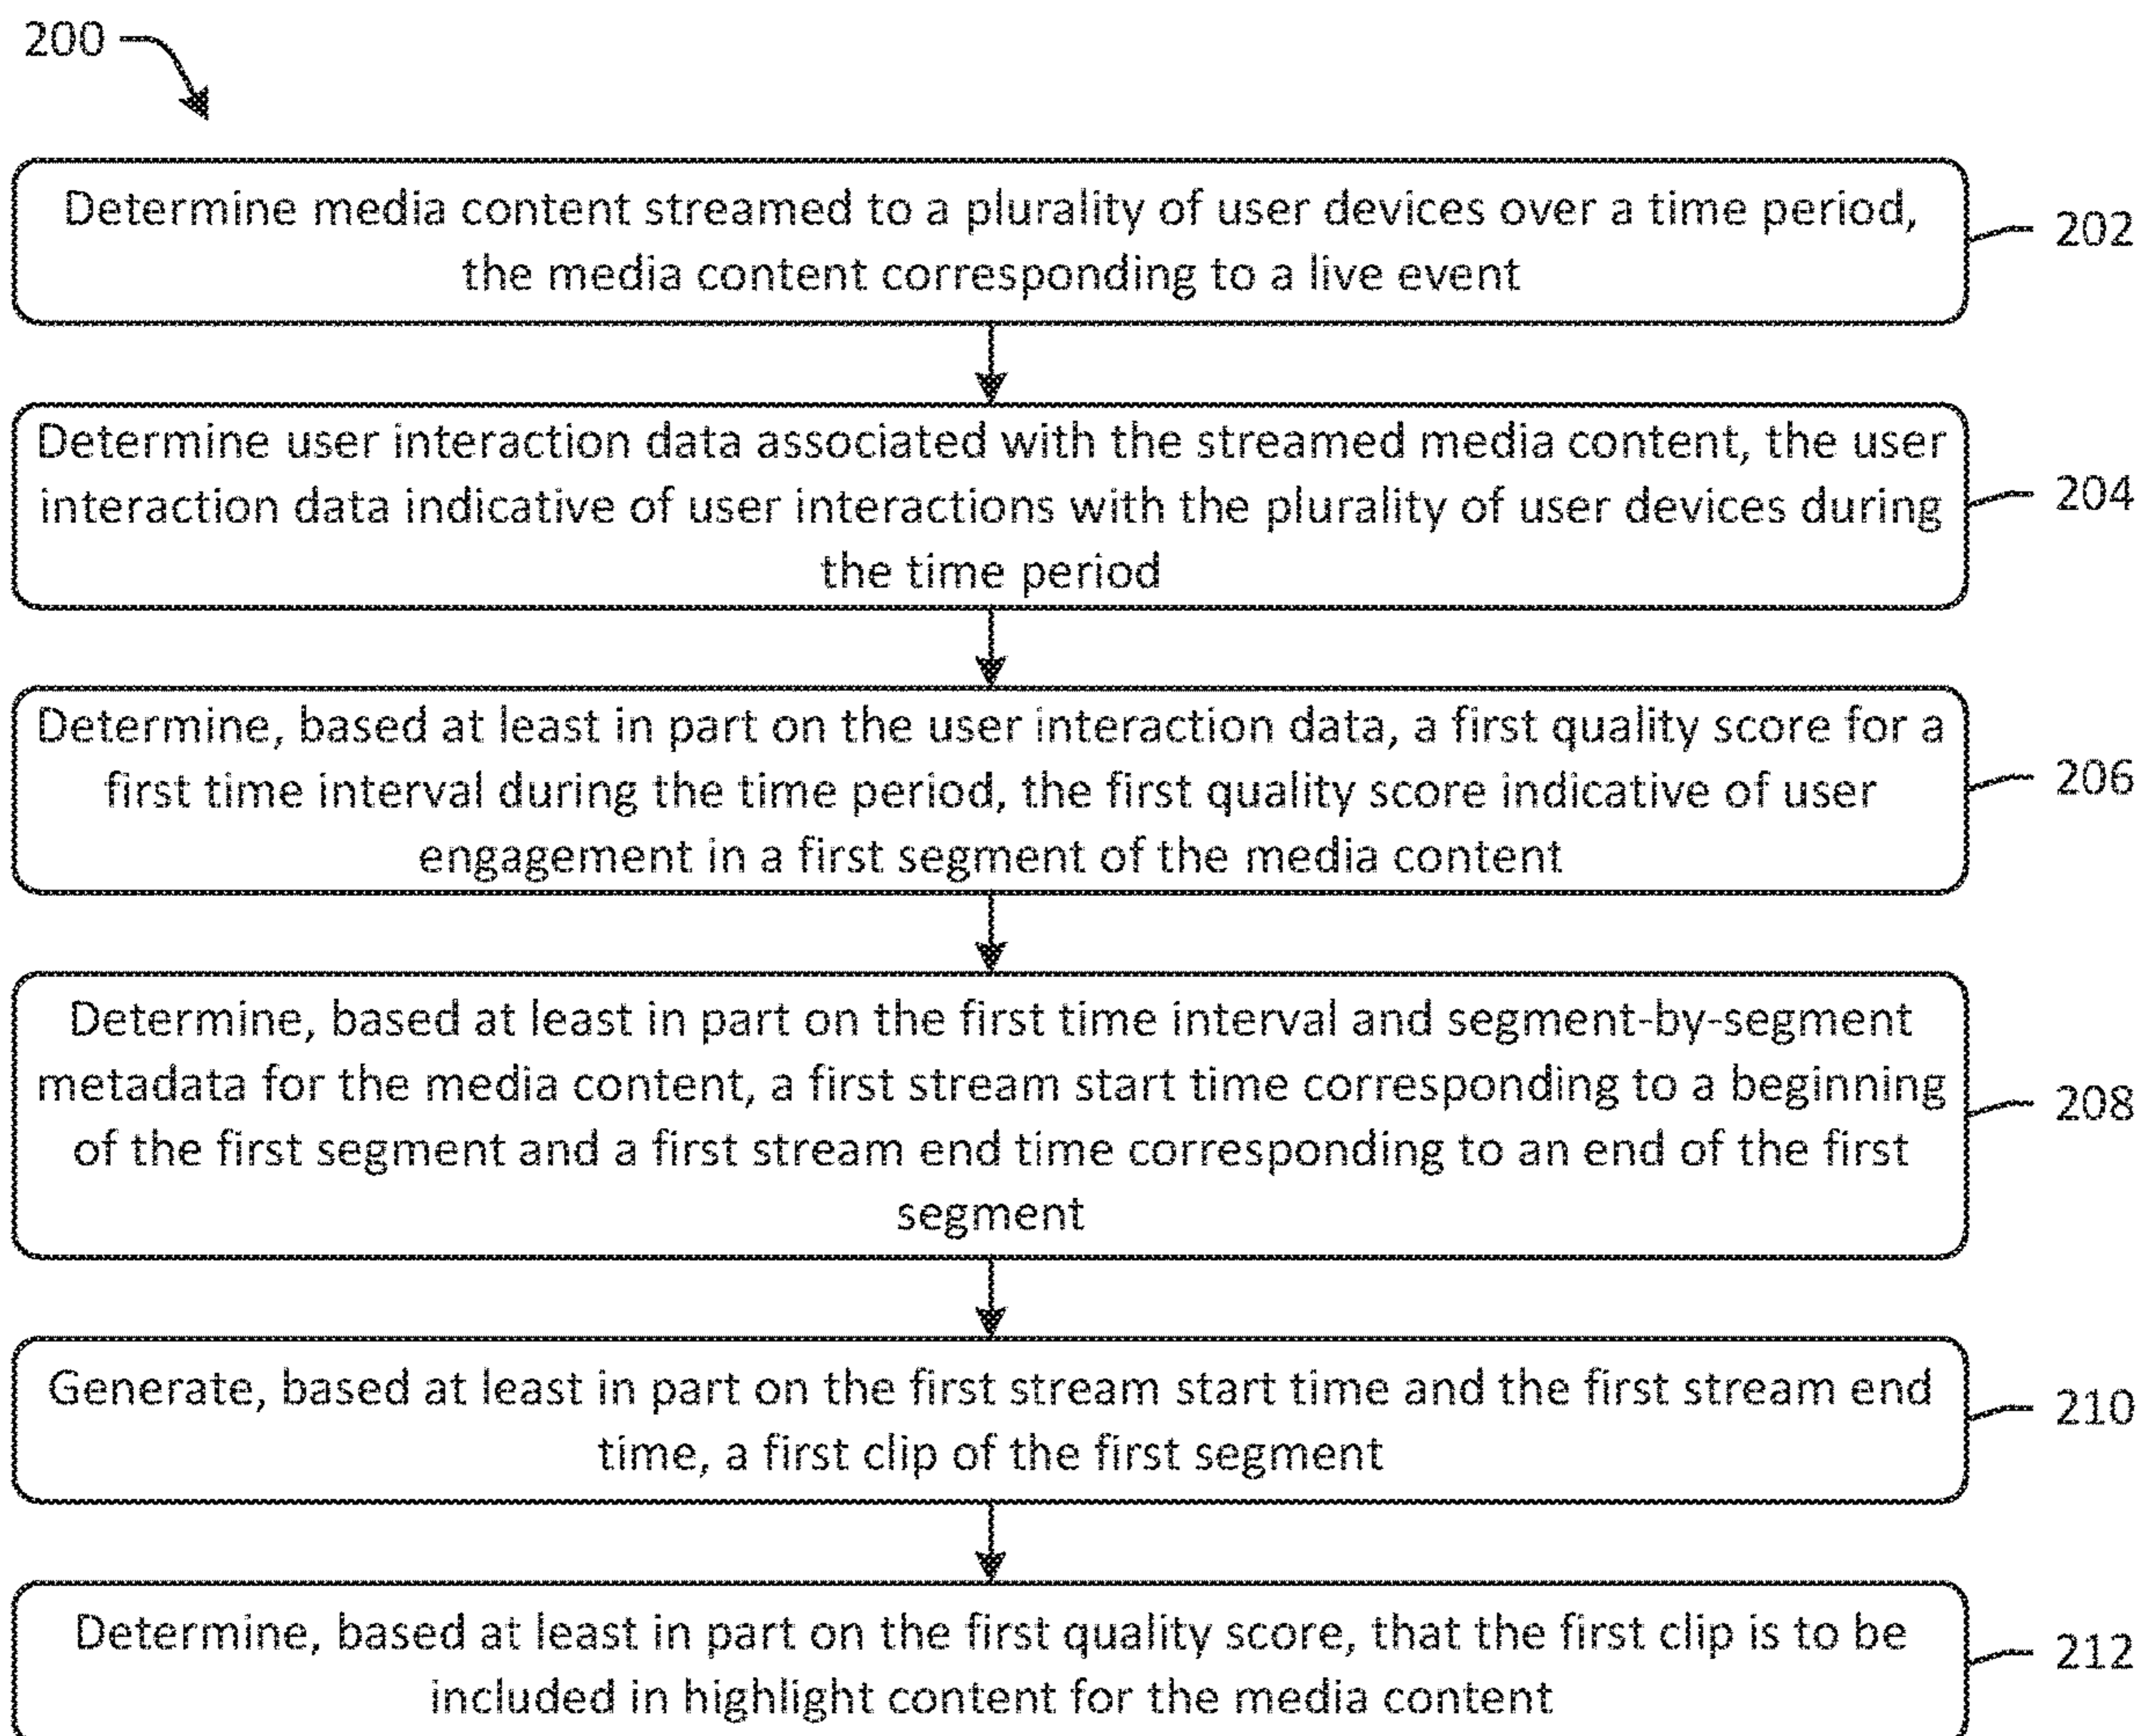 200
Determine media content streamed to a plurality of user devices over a time period,
the media content corresponding to a live event
202
Determine user interaction data associated with the streamed media content, the user
interaction data indicative of user interactions with the plurality of user devices during
the time period
204
Determine, based at least in part on the user interaction data, a first quality score for a
first time interval during the time period, the first quality score indicative of user
engagement in a first segment of the media content
206
Determine, based at least in part on the first time interval and segment-by-segment
metadata for the media content, a first stream start time corresponding to a beginning
of the first segment and a first stream end time corresponding to an end of the first
segment
208
Generate, based at least in part on the first stream start time and the first stream end
time, a first clip of the first segment
210
Determine, based at least in part on the first quality score, that the first clip is to be
included in highlight content for the media content
212